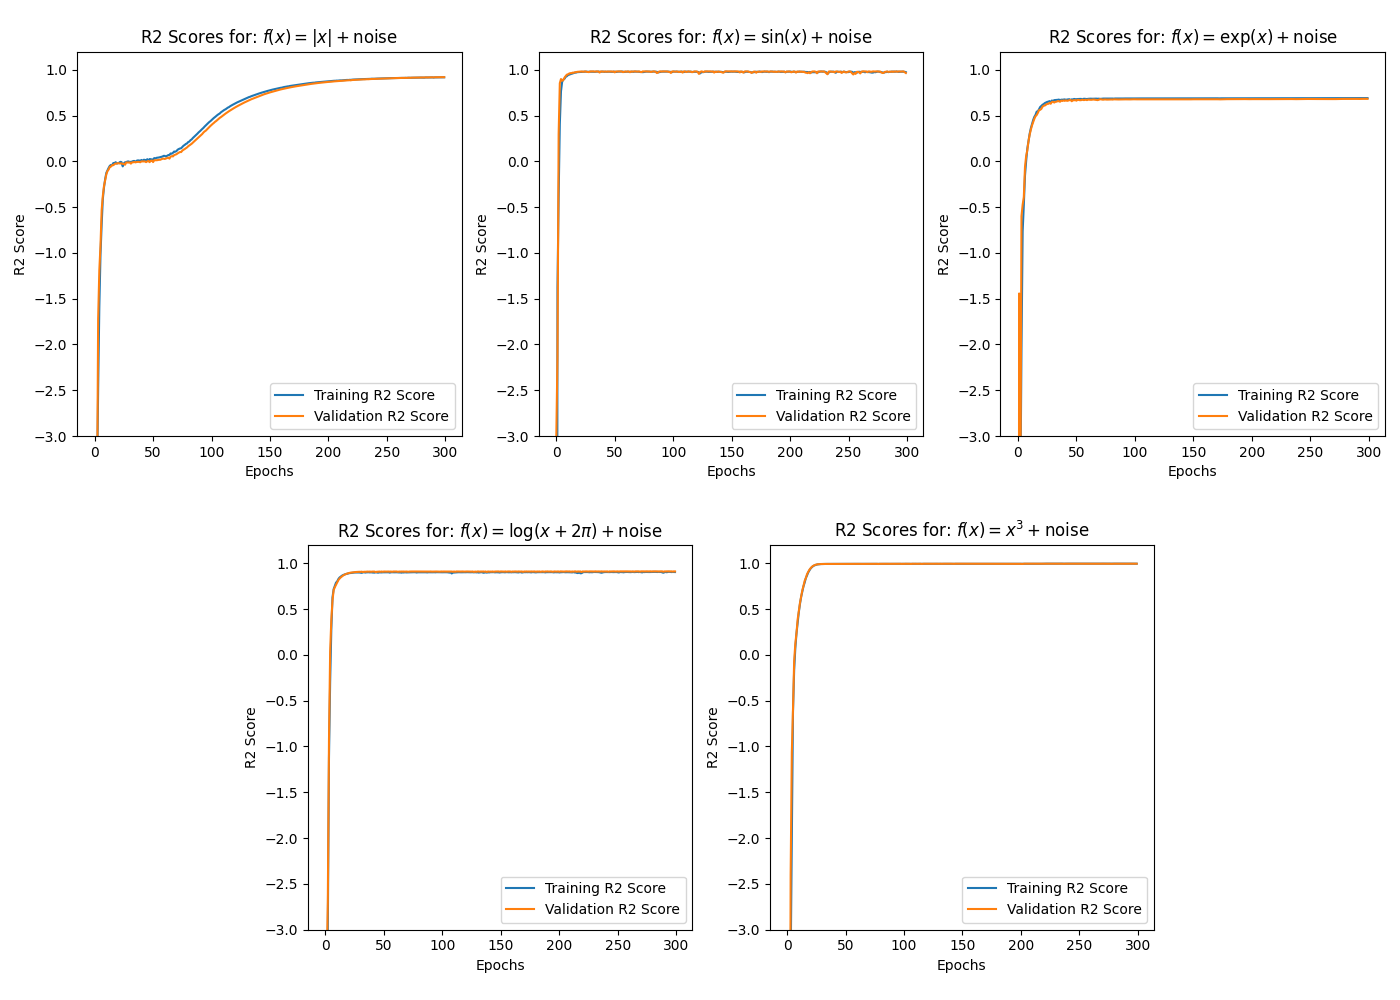 R2 Scores for: f(x) = |x| + noise
R2 Score
1.0
0.5
0.0
−0.5
−1.0
−1.5
−2.0
−2.5
−3.0
Training R2 Score
Validation R2 Score
0 50 100 150 200 250 300
Epochs
R2 Scores for: f(x) = sin(x) + noise
R2 Score
1.0
0.5
0.0
−0.5
−1.0
−1.5
−2.0
−2.5
−3.0
Training R2 Score
Validation R2 Score
0 50 100 150 200 250 300
Epochs
R2 Scores for: f(x) = exp(x) + noise
R2 Score
1.0
0.5
0.0
−0.5
−1.0
−1.5
−2.0
−2.5
−3.0
Training R2 Score
Validation R2 Score
0 50 100 150 200 250 300
Epochs
R2 Scores for: f(x) = log(x + 2π) + noise
R2 Score
1.0
0.5
0.0
−0.5
−1.0
−1.5
−2.0
−2.5
−3.0
Training R2 Score
Validation R2 Score
0 50 100 150 200 250 300
Epochs
R2 Scores for: f(x) = x³ + noise
R2 Score
1.0
0.5
0.0
−0.5
−1.0
−1.5
−2.0
−2.5
−3.0
Training R2 Score
Validation R2 Score
0 50 100 150 200 250 300
Epochs